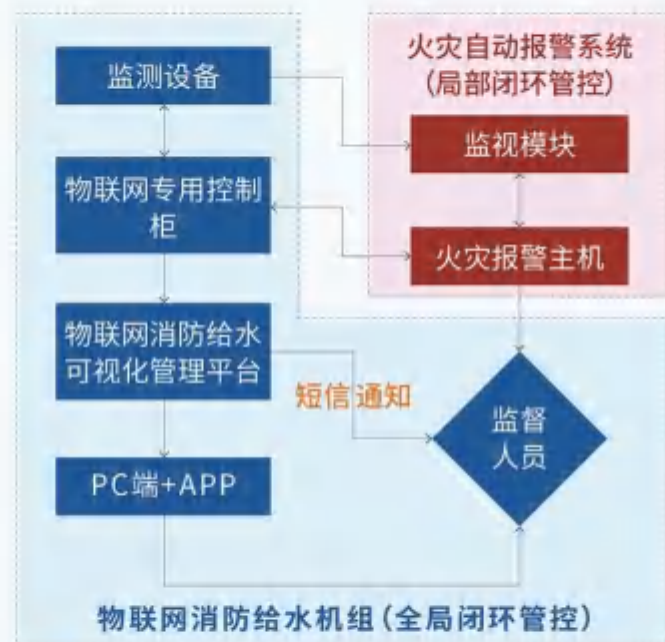 监测设备
火灾自动报警系统
(局部闭环管控)
监视模块
物联网专用控制
柜
火灾报警主机
物联网消防给水
可视化管理平台
短信通知
监督
人员
PC端+APP
物联网消防给水机组(全局闭环管控)